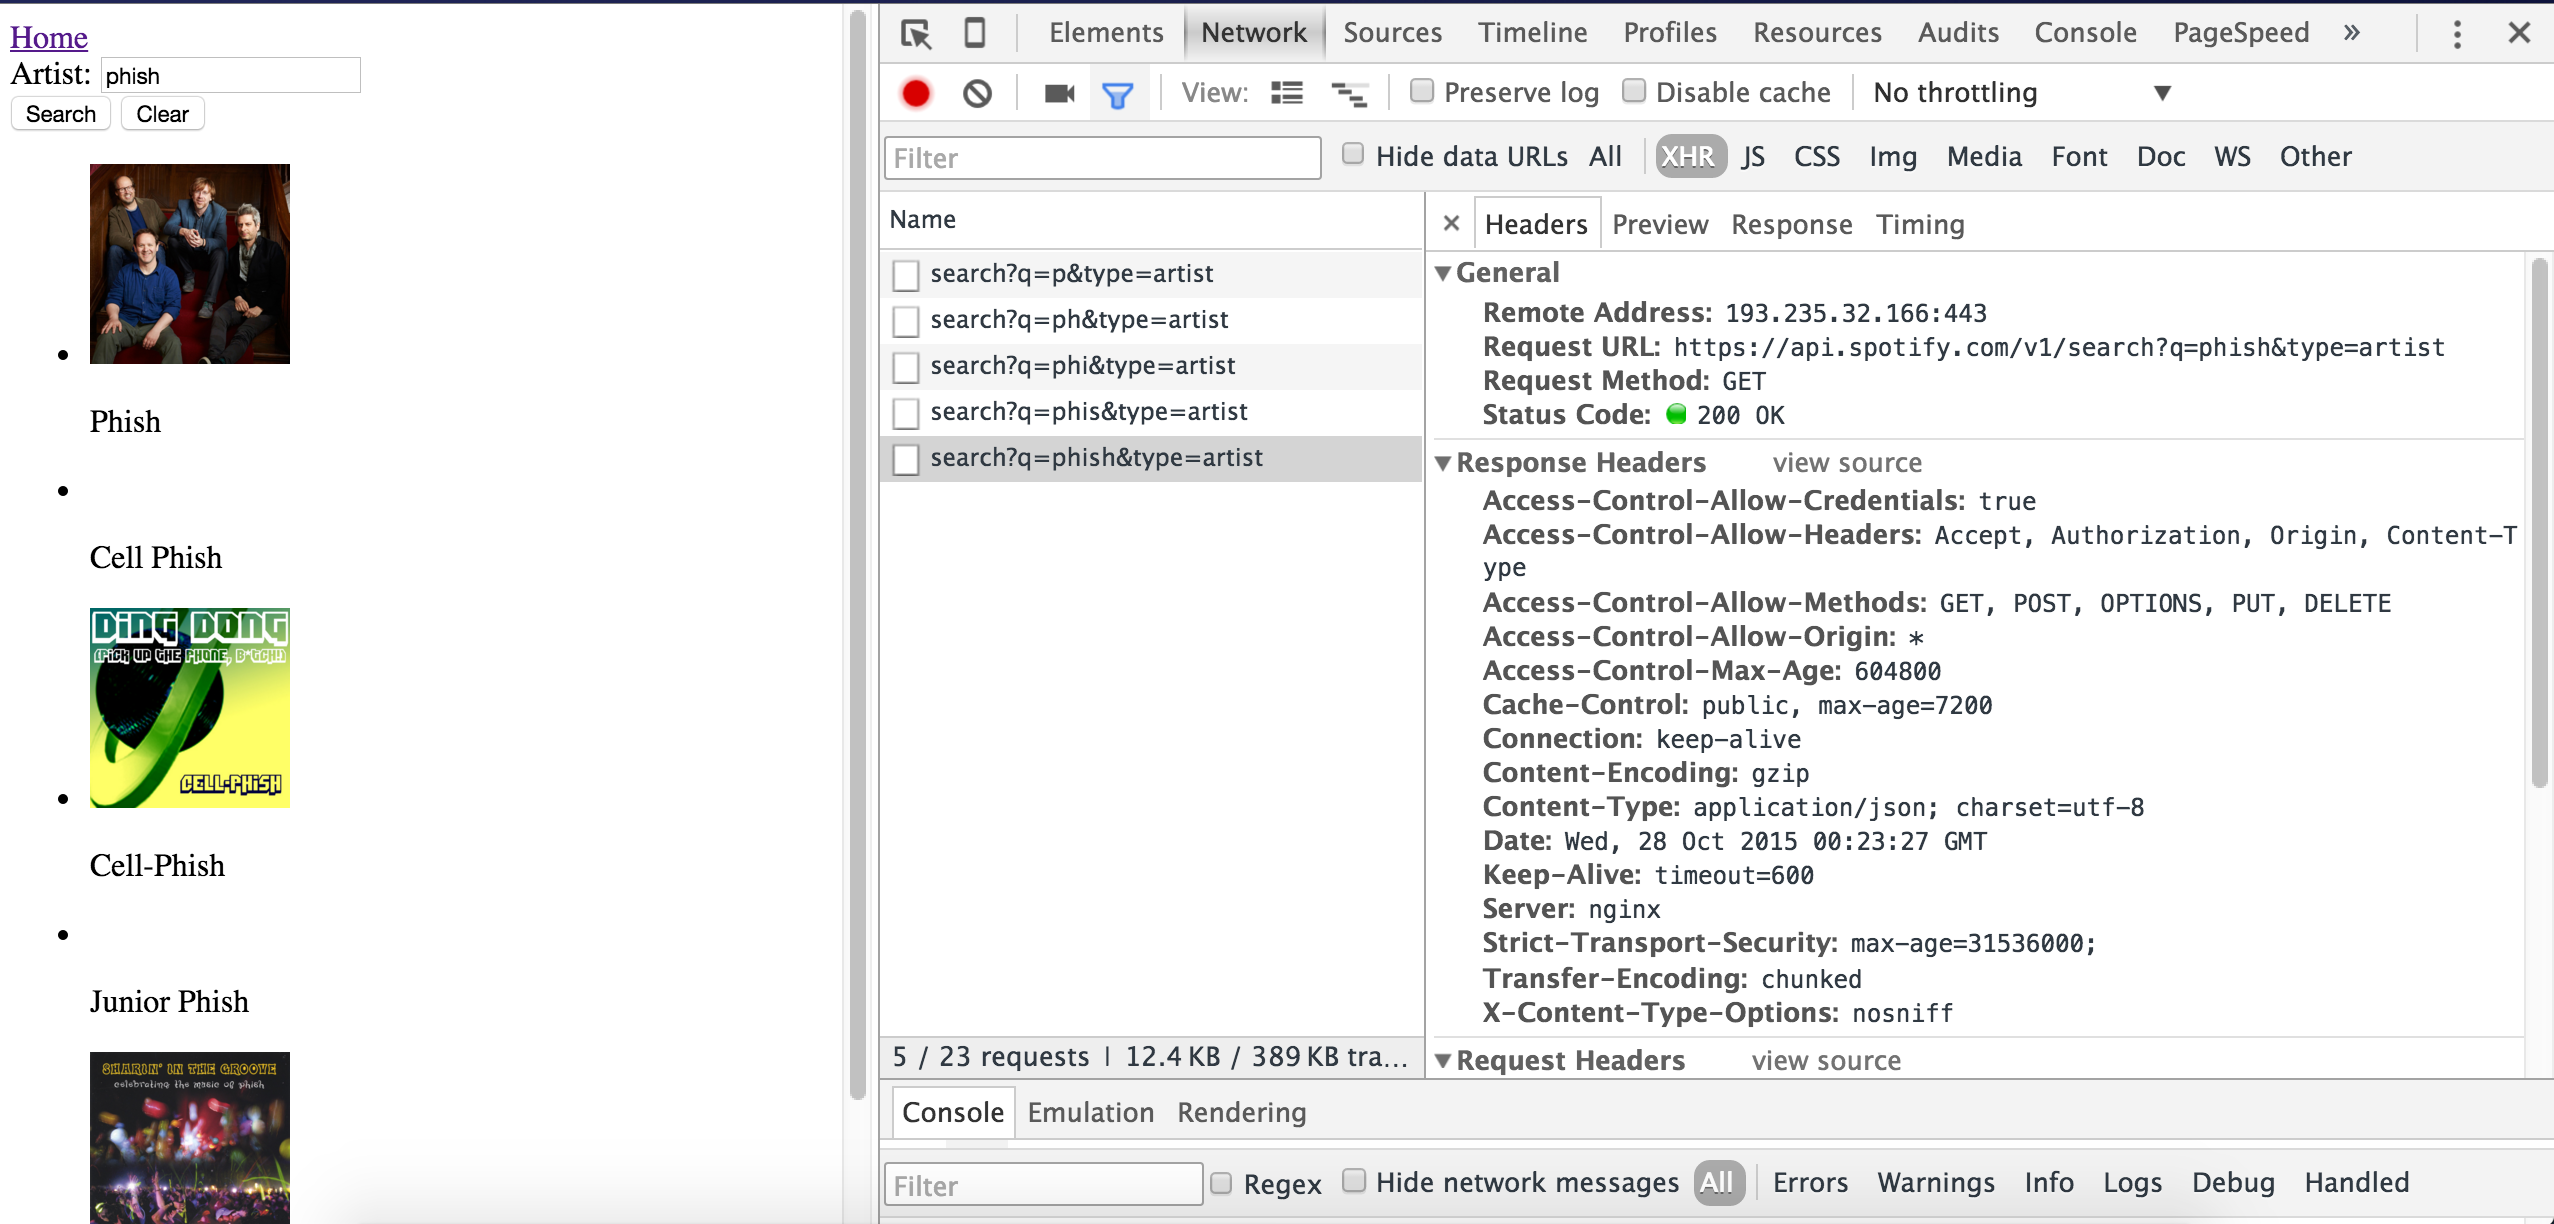 Home
Artist: phish
Search Clear
Phish
Cell Phish
DING DONG
(PICK UP THE PHONE, B*TCH!)
CELL-PHISH
Cell-Phish
Junior Phish
SHARIN' IN THE GROOVE
celebrating the music of phish
Elements Network Sources Timeline Profiles Resources Audits Console PageSpeed »
View: Preserve log Disable cache No throttling ▼
Filter Hide data URLs All XHR JS CSS Img Media Font Doc WS Other
Name
search?q=p&type=artist
search?q=ph&type=artist
search?q=phi&type=artist
search?q=phis&type=artist
search?q=phish&type=artist
5 / 23 requests | 12.4 KB / 389 KB tra...
× Headers Preview Response Timing
▼General
Remote Address: 193.235.32.166:443
Request URL: https://api.spotify.com/v1/search?q=phish&type=artist
Request Method: GET
Status Code: 200 OK
▼Response Headers view source
Access-Control-Allow-Credentials: true
Access-Control-Allow-Headers: Accept, Authorization, Origin, Content-T
ype
Access-Control-Allow-Methods: GET, POST, OPTIONS, PUT, DELETE
Access-Control-Allow-Origin: *
Access-Control-Max-Age: 604800
Cache-Control: public, max-age=7200
Connection: keep-alive
Content-Encoding: gzip
Content-Type: application/json; charset=utf-8
Date: Wed, 28 Oct 2015 00:23:27 GMT
Keep-Alive: timeout=600
Server: nginx
Strict-Transport-Security: max-age=31536000;
Transfer-Encoding: chunked
X-Content-Type-Options: nosniff
▼Request Headers view source
Console Emulation Rendering
Filter Regex Hide network messages All Errors Warnings Info Logs Debug Handled